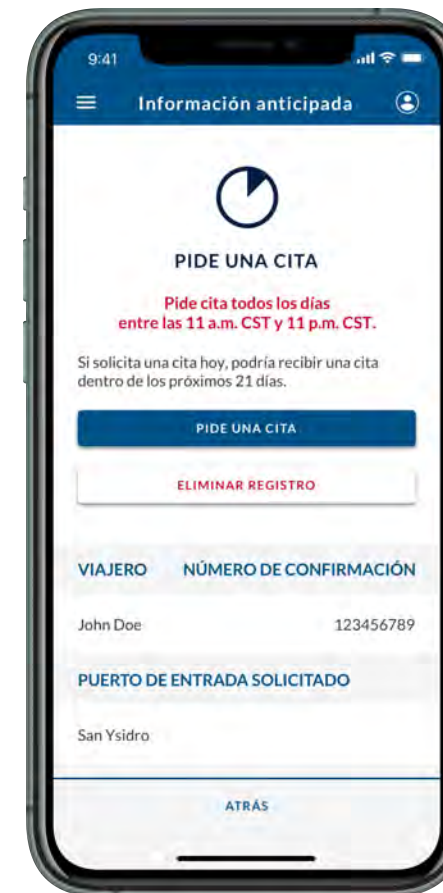 9:41
Información anticipada
PIDE UNA CITA
Pide cita todos los días
entre las 11 a.m. CST y 11 p.m. CST.
Si solicita una cita hoy, podría recibir una cita
dentro de los próximos 21 días.
PIDE UNA CITA
ELIMINAR REGISTRO
VIAJERO NÚMERO DE CONFIRMACIÓN
John Doe 123456789
PUERTO DE ENTRADA SOLICITADO
San Ysidro
ATRÁS